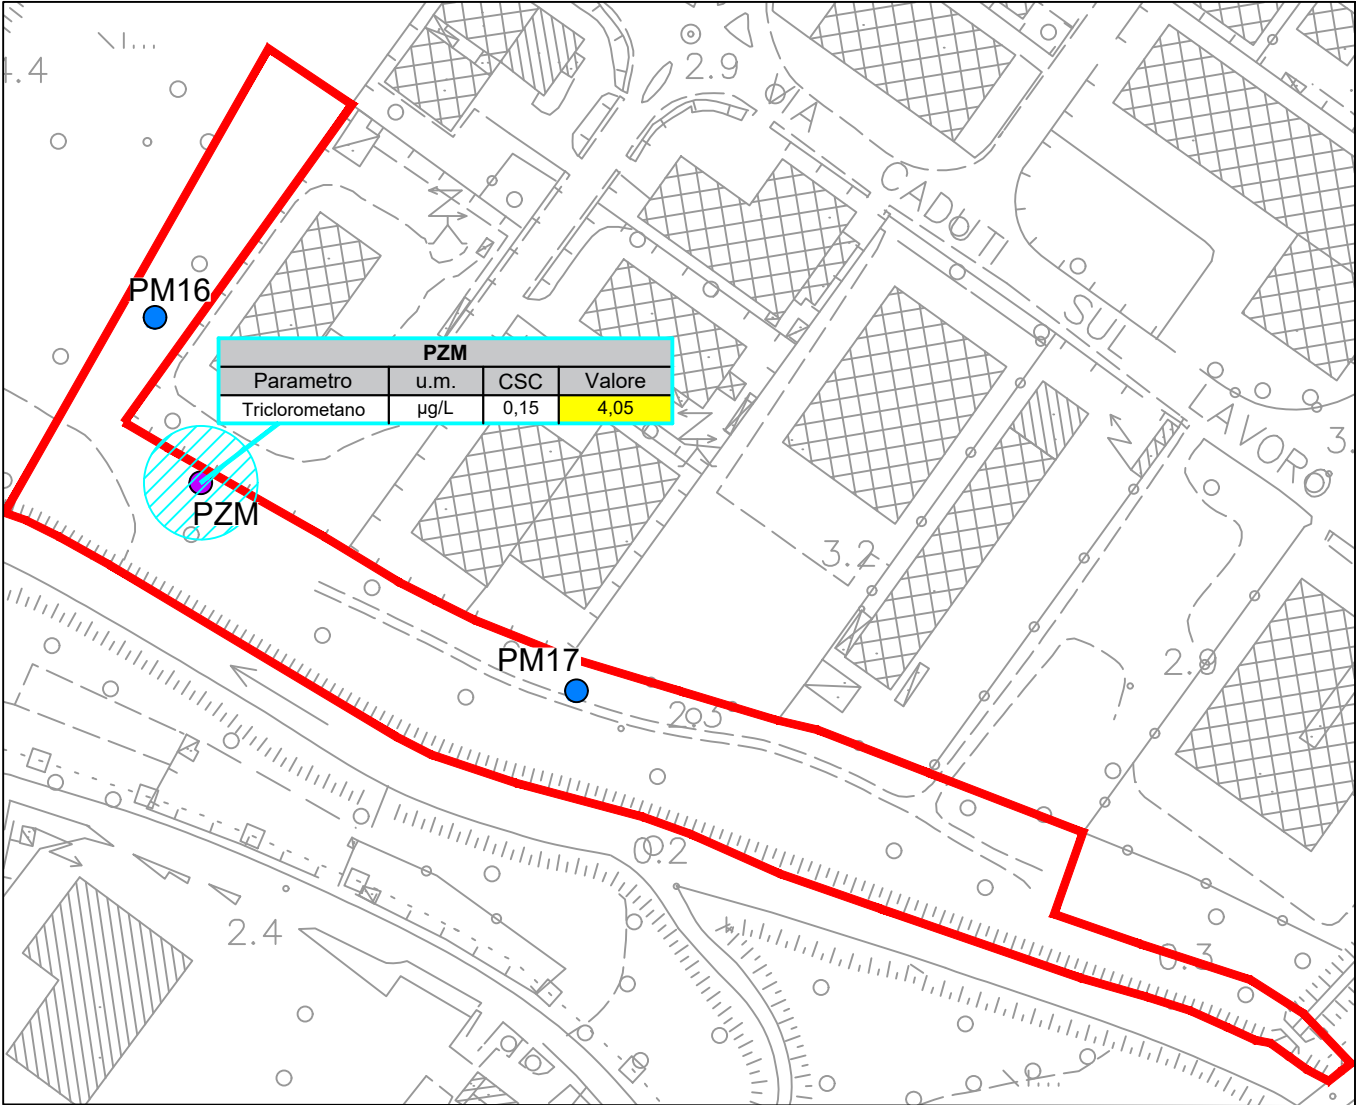 4.4
2.9
VIA
CADUTI
SUL
LAVORO
PM16
PZM
Parametro u.m. CSC Valore
Triclorometano µg/L 0,15 4,05
3.
PZM
3.2
PM17
2.9
2.3
0.2
2.4
0.3